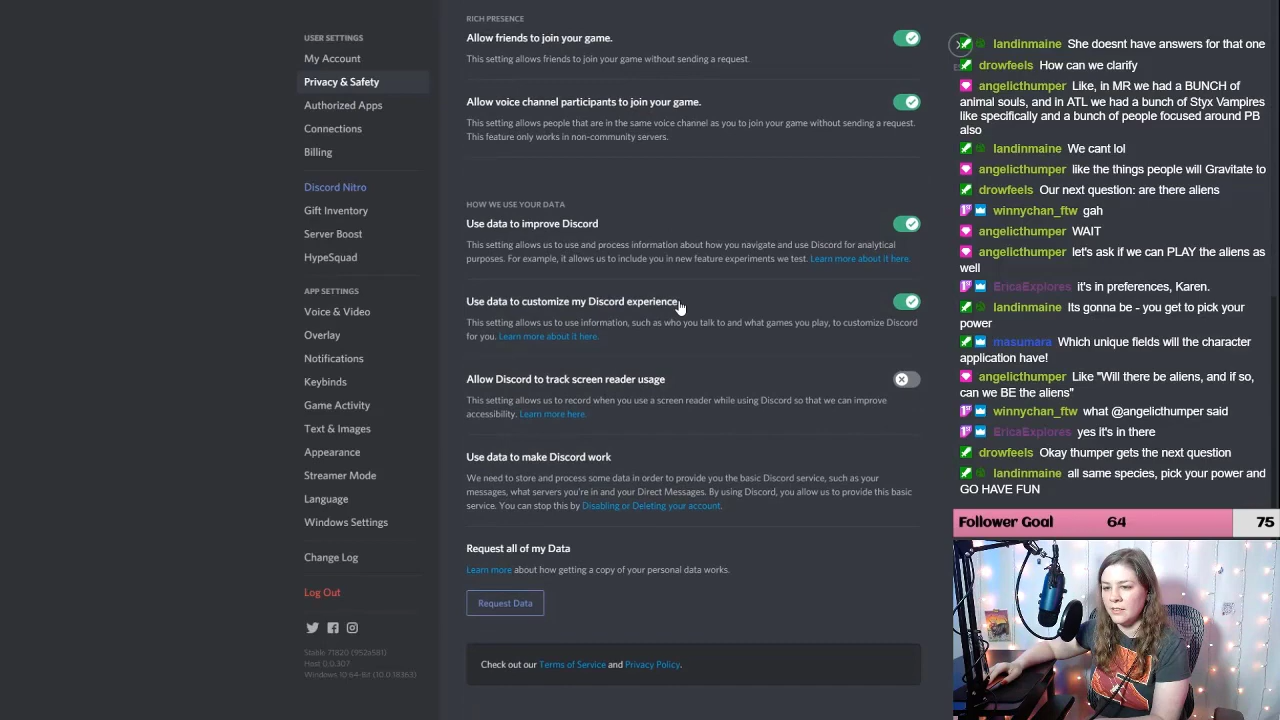 USER SETTINGS
My Account
Privacy & Safety
Authorized Apps
Connections
Billing
Discord Nitro
Gift Inventory
Server Boost
HypeSquad
APP SETTINGS
Voice & Video
Overlay
Notifications
Keybinds
Game Activity
Text & Images
Appearance
Streamer Mode
Language
Windows Settings
Change Log
Log Out
Stable 71820 (952a581)
Host 0.0.307
Windows 10 64-Bit (10.0.18363)
RICH PRESENCE
Allow friends to join your game.
This setting allows friends to join your game without sending a request.
Allow voice channel participants to join your game.
This setting allows people that are in the same voice channel as you to join your game without sending a request.
This feature only works in non-community servers.
HOW WE USE YOUR DATA
Use data to improve Discord
This setting allows us to use and process information about how you navigate and use Discord for analytical
purposes. For example, it allows us to include you in new feature experiments we test. Learn more about it here.
Use data to customize my Discord experience
This setting allows us to use information, such as who you talk to and what games you play, to customize Discord
for you. Learn more about it here.
Allow Discord to track screen reader usage
This setting allows us to record when you use a screen reader while using Discord so that we can improve
accessibility. Learn more here.
Use data to make Discord work
We need to store and process some data in order to provide you the basic Discord service, such as your
messages, what servers you're in and your Direct Messages. By using Discord, you allow us to provide this basic
service. You can stop this by Disabling or Deleting your account.
Request all of my Data
Learn more about how getting a copy of your personal data works.
Request Data
Check out our Terms of Service and Privacy Policy.
landinmaine She doesnt have answers for that one
drowfeels How can we clarify
angelicthumper Like, in MR we had a BUNCH of
animal souls, and in ATL we had a bunch of Styx Vampires
like specifically and a bunch of people focused around PB
also
landinmaine We cant lol
angelicthumper like the things people will Gravitate to
drowfeels Our next question: are there aliens
winnychan_ftw gah
angelicthumper WAIT
angelicthumper let's ask if we can PLAY the aliens as
well
EricaExplores it's in preferences, Karen.
landinmaine Its gonna be - you get to pick your
power
masumara Which unique fields will the character
application have!
angelicthumper Like "Will there be aliens, and if so,
can we BE the aliens"
winnychan_ftw what @angelicthumper said
EricaExplores yes it's in there
drowfeels Okay thumper gets the next question
landinmaine all same species, pick your power and
GO HAVE FUN
Follower Goal 64 75